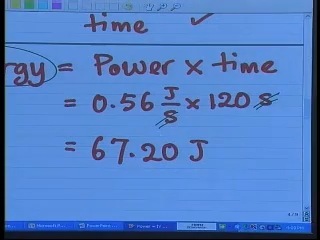 time ✓
rgy = Power x time
= 0.56 J/s x 120 s
= 67.20 J